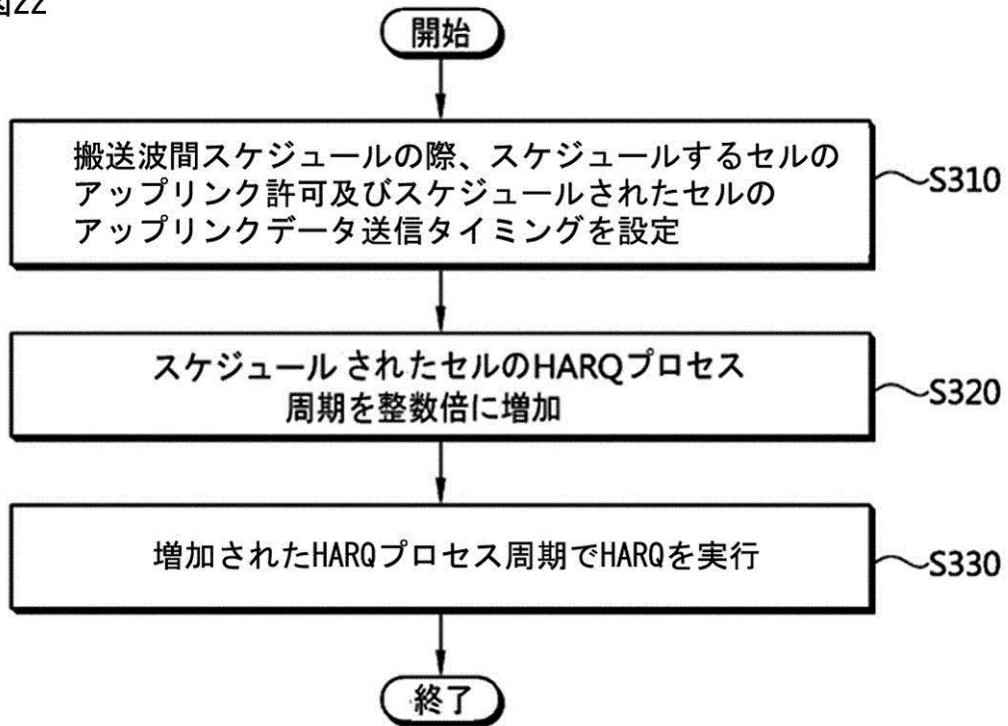 図22
開始
搬送波間スケジュールの際、スケジュールするセルの
アップリンク許可及びスケジュールされたセルの
アップリンクデータ送信タイミングを設定
S310
スケジュール されたセルのHARQプロセス
周期を整数倍に増加
S320
増加されたHARQプロセス周期でHARQを実行
S330
終了